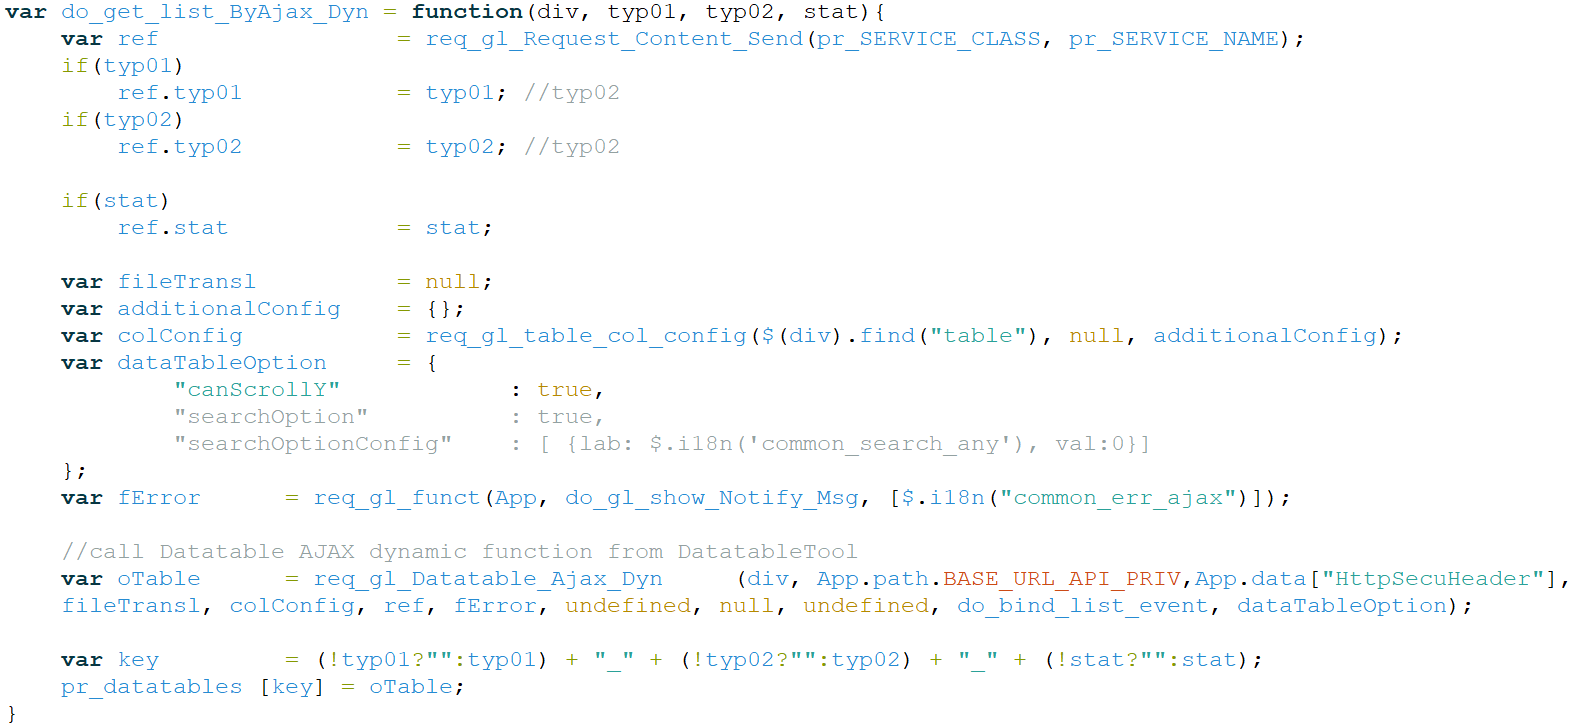 var do_get_list_ByAjax_Dyn = function(div, typ01, typ02, stat){
var ref = req_gl_Request_Content_Send(pr_SERVICE_CLASS, pr_SERVICE_NAME);
if(typ01)
ref.typ01 = typ01; //typ02
if(typ02)
ref.typ02 = typ02; //typ02
if(stat)
ref.stat = stat;
var fileTransl = null;
var additionalConfig = {};
var colConfig = req_gl_table_col_config($(div).find("table"), null, additionalConfig);
var dataTableOption = {
"canScrollY" : true,
"searchOption" : true,
"searchOptionConfig" : [ {lab: $.i18n('common_search_any'), val:0}]
};
var fError = req_gl_funct(App, do_gl_show_Notify_Msg, [$.i18n("common_err_ajax")]);
//call Datatable AJAX dynamic function from DatatableTool
var oTable = req_gl_Datatable_Ajax_Dyn (div, App.path.BASE_URL_API_PRIV,App.data["HttpSecuHeader"],
fileTransl, colConfig, ref, fError, undefined, null, undefined, do_bind_list_event, dataTableOption);
var key = (!typ01?"":typ01) + "_" + (!typ02?"":typ02) + "_" + (!stat?"":stat);
pr_datatables [key] = oTable;
}